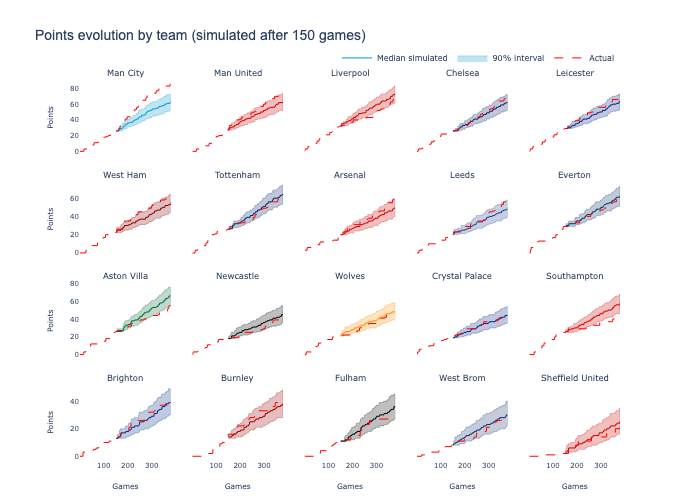 Points evolution by team (simulated after 150 games)
Median simulated 90% interval Actual
Man City Man United Liverpool Chelsea Leicester
80
60
40
20
0
Points
West Ham Tottenham Arsenal Leeds Everton
60
40
20
0
Points
Aston Villa Newcastle Wolves Crystal Palace Southampton
80
60
40
20
0
Points
Brighton Burnley Fulham West Brom Sheffield United
40
20
0
Points
100 200 300 100 200 300 100 200 300 100 200 300 100 200 300
Games Games Games Games Games